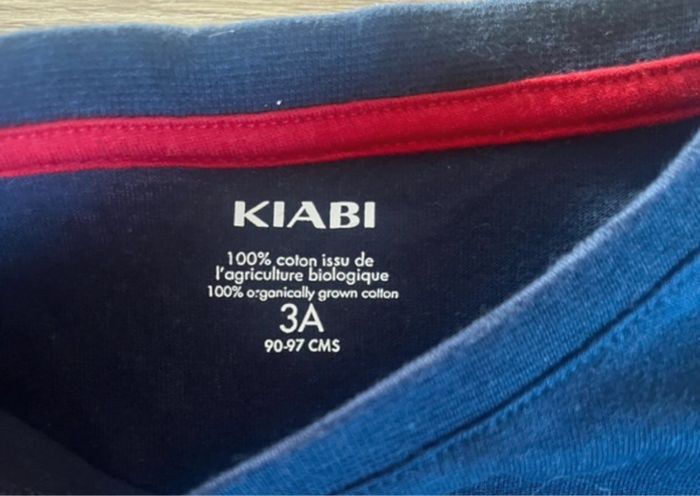 KIABI
100% coton issu de
l'agriculture biologique
100% organically grown cotton
3A
90-97 CMS